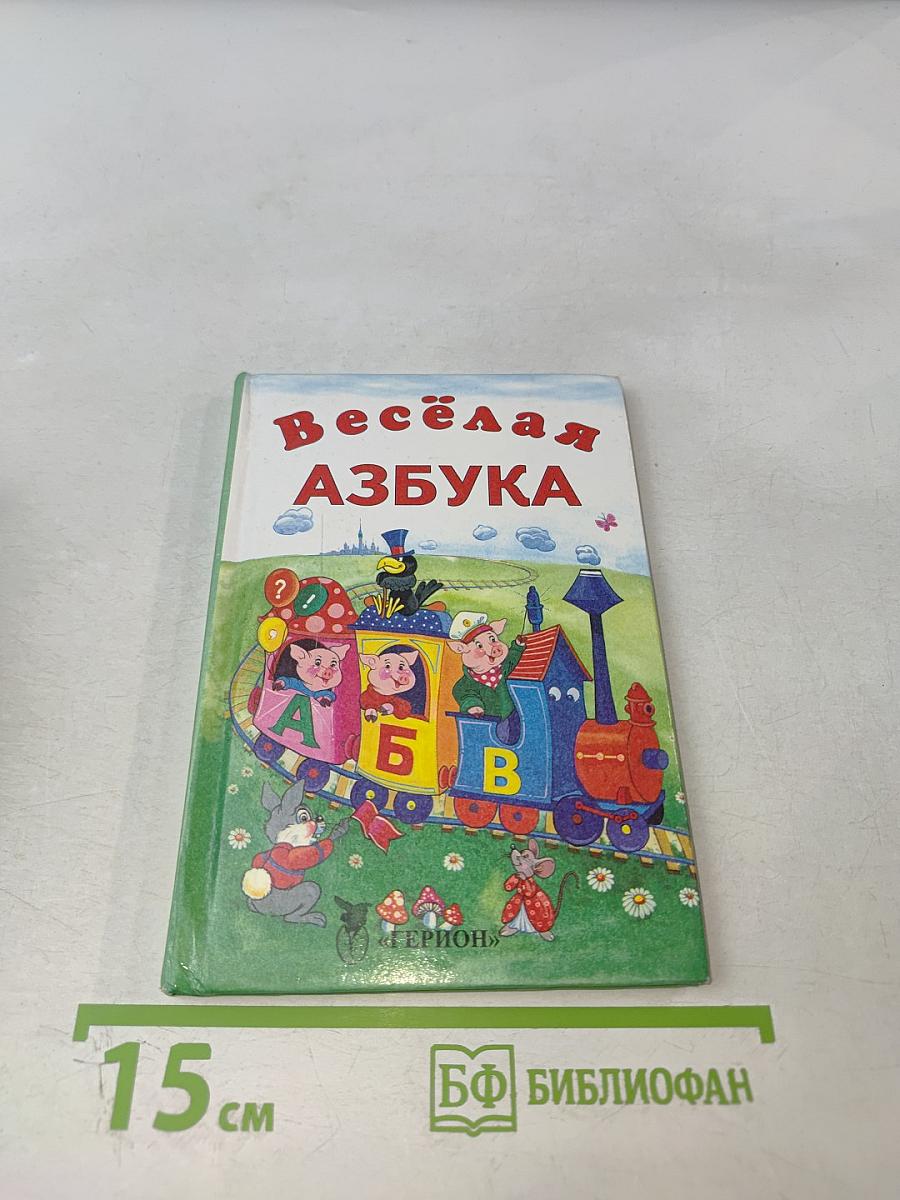 Весёлая
АЗБУКА
? !
,
А Б В
«ГЕРИОН»
15 см
БФ БИБЛИОФАН